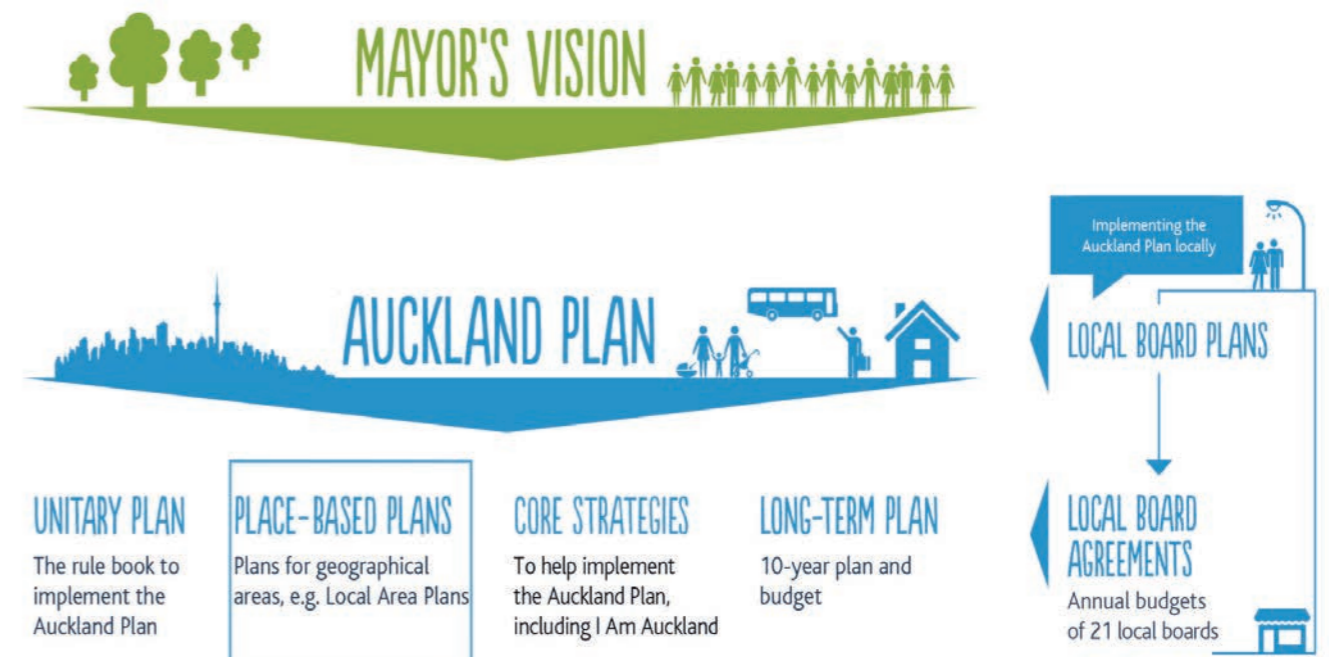 MAYOR'S VISION
AUCKLAND PLAN
Implementing the
Auckland Plan locally
LOCAL BOARD PLANS
UNITARY PLAN
The rule book to
implement the
Auckland Plan
PLACE-BASED PLANS
Plans for geographical
areas, e.g. Local Area Plans
CORE STRATEGIES
To help implement
the Auckland Plan,
including I Am Auckland
LONG-TERM PLAN
10-year plan and
budget
LOCAL BOARD
AGREEMENTS
Annual budgets
of 21 local boards